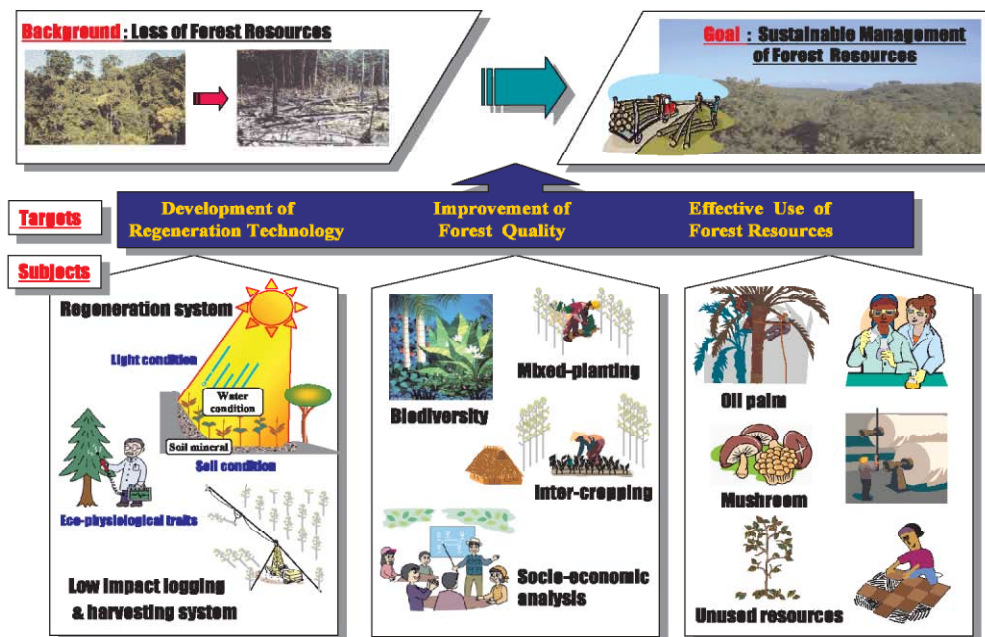 Background : Loss of Forest Resources
Goal : Sustainable Management
of Forest Resources
Targets
Development of
Regeneration Technology
Improvement of
Forest Quality
Effective Use of
Forest Resources
Subjects
Regeneration system
Light condition
Water
condition
Soil mineral
Soil condition
Eco-physiological traits
Low impact logging
& harvesting system
Biodiversity
Mixed-planting
Inter-cropping
Socio-economic
analysis
Oil palm
Mushroom
Unused resources